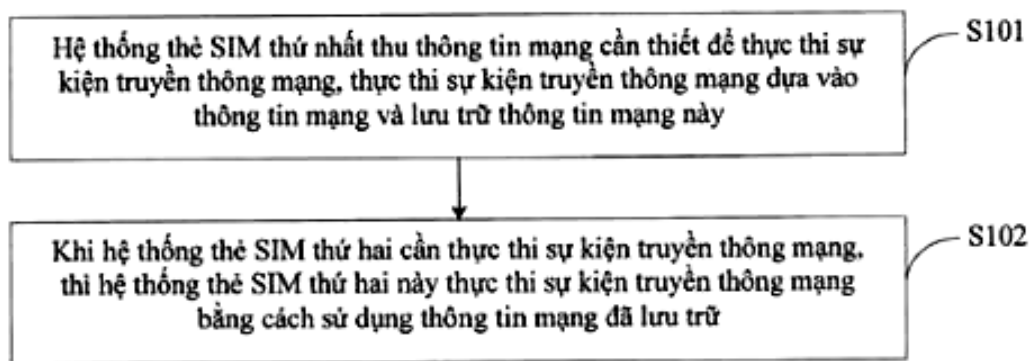 Hệ thống thẻ SIM thứ nhất thu thông tin mạng cần thiết để thực thi sự
kiện truyền thông mạng, thực thi sự kiện truyền thông mạng dựa vào
thông tin mạng và lưu trữ thông tin mạng này
S101
Khi hệ thống thẻ SIM thứ hai cần thực thi sự kiện truyền thông mạng,
thì hệ thống thẻ SIM thứ hai này thực thi sự kiện truyền thông mạng
bằng cách sử dụng thông tin mạng đã lưu trữ
S102